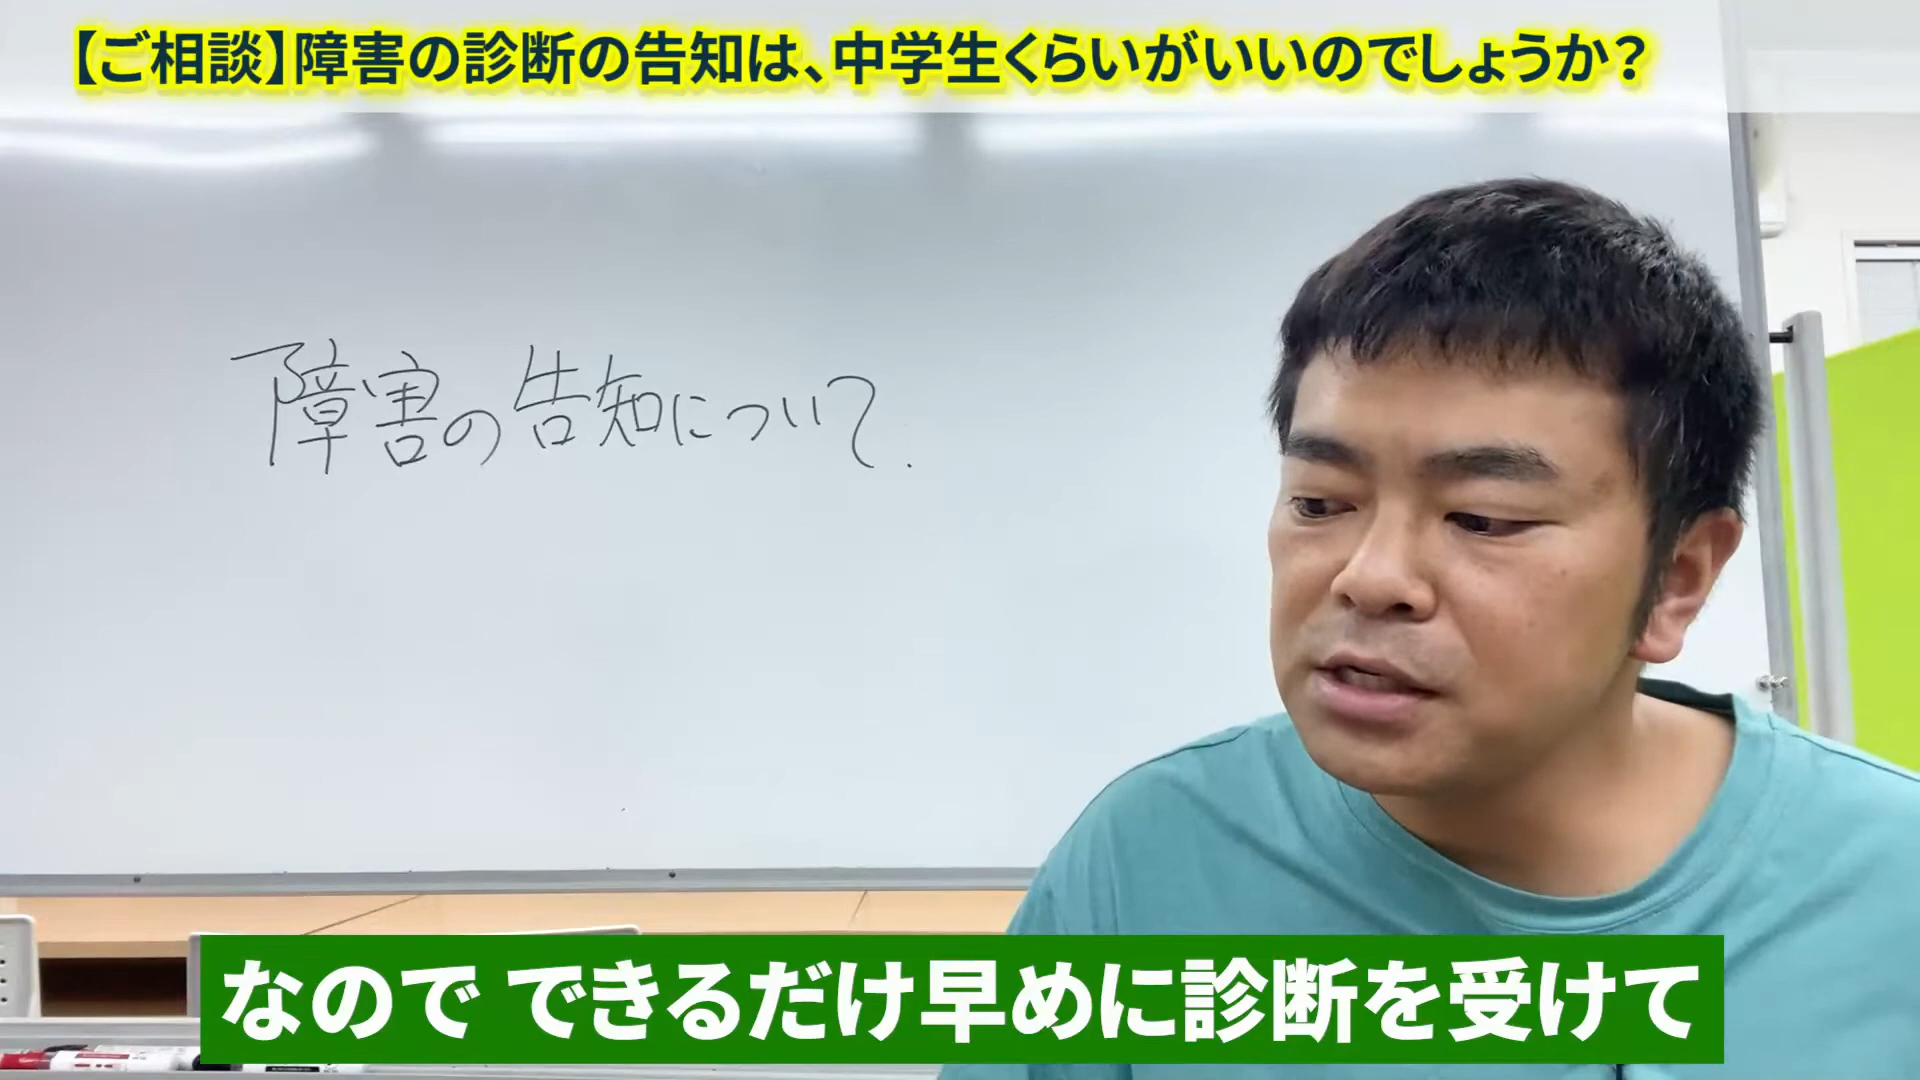 【ご相談】障害の診断の告知は、中学生くらいがいいのでしょうか?
障害の告知について.
なので できるだけ早めに診断を受けて